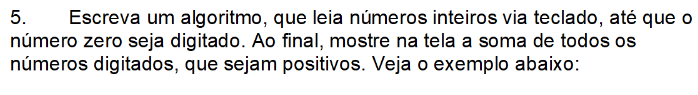 5. Escreva um algoritmo, que leia números inteiros via teclado, até que o
número zero seja digitado. Ao final, mostre na tela a soma de todos os
números digitados, que sejam positivos. Veja o exemplo abaixo: